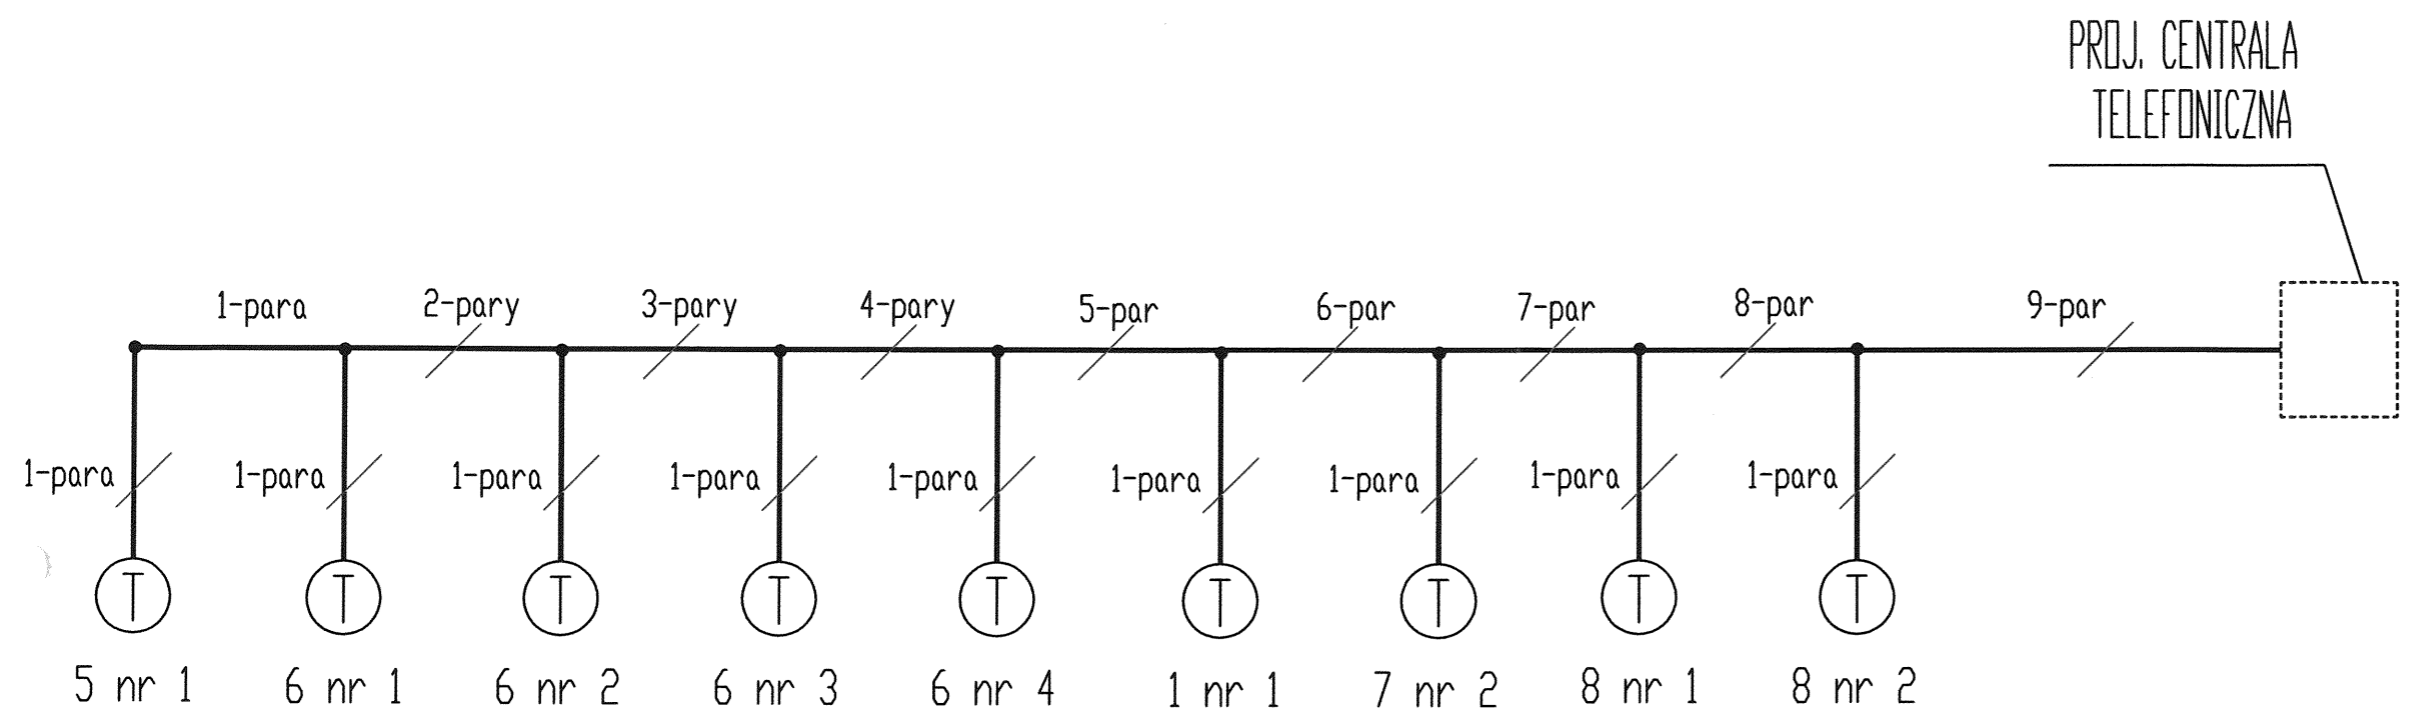 PROJ. CENTRALA
TELEFONICZNA
1-para 2-pary 3-pary 4-pary 5-par 6-par 7-par 8-par 9-par
1-para 1-para 1-para 1-para 1-para 1-para 1-para 1-para 1-para
T T T T T T T T T
5 nr 1 6 nr 1 6 nr 2 6 nr 3 6 nr 4 1 nr 1 7 nr 2 8 nr 1 8 nr 2